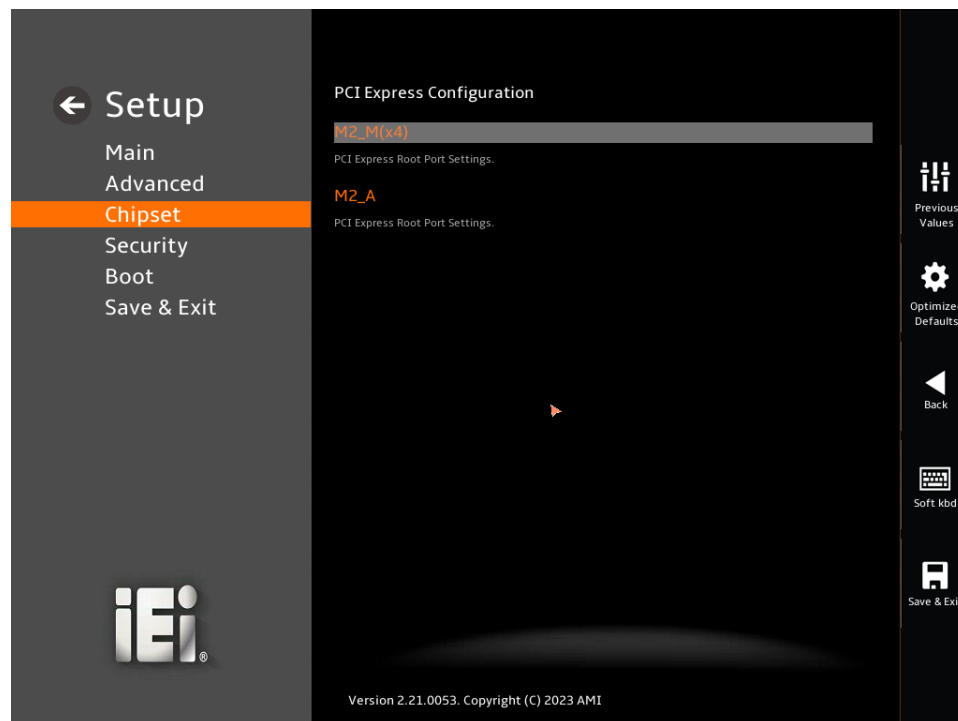 Setup
Main
Advanced
Chipset
Security
Boot
Save & Exit
iEi®
PCI Express Configuration
M2_M(x4)
PCI Express Root Port Settings.
M2_A
PCI Express Root Port Settings.
Version 2.21.0053. Copyright (C) 2023 AMI
Previous
Values
Optimized
Defaults
Back
Soft kbd
Save & Exi